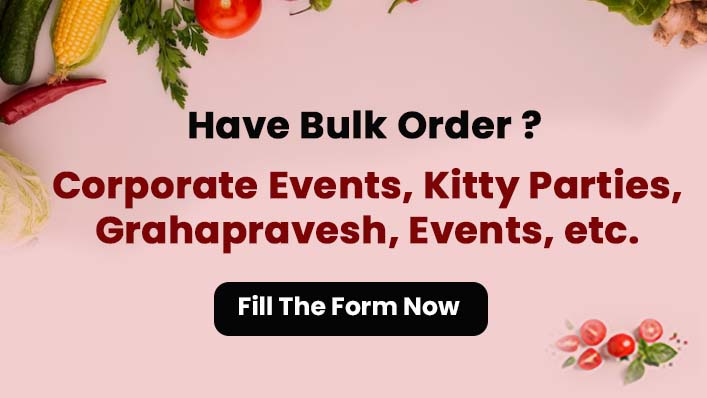 Have Bulk Order ?
Corporate Events, Kitty Parties,
Grahapravesh, Events, etc.
Fill The Form Now